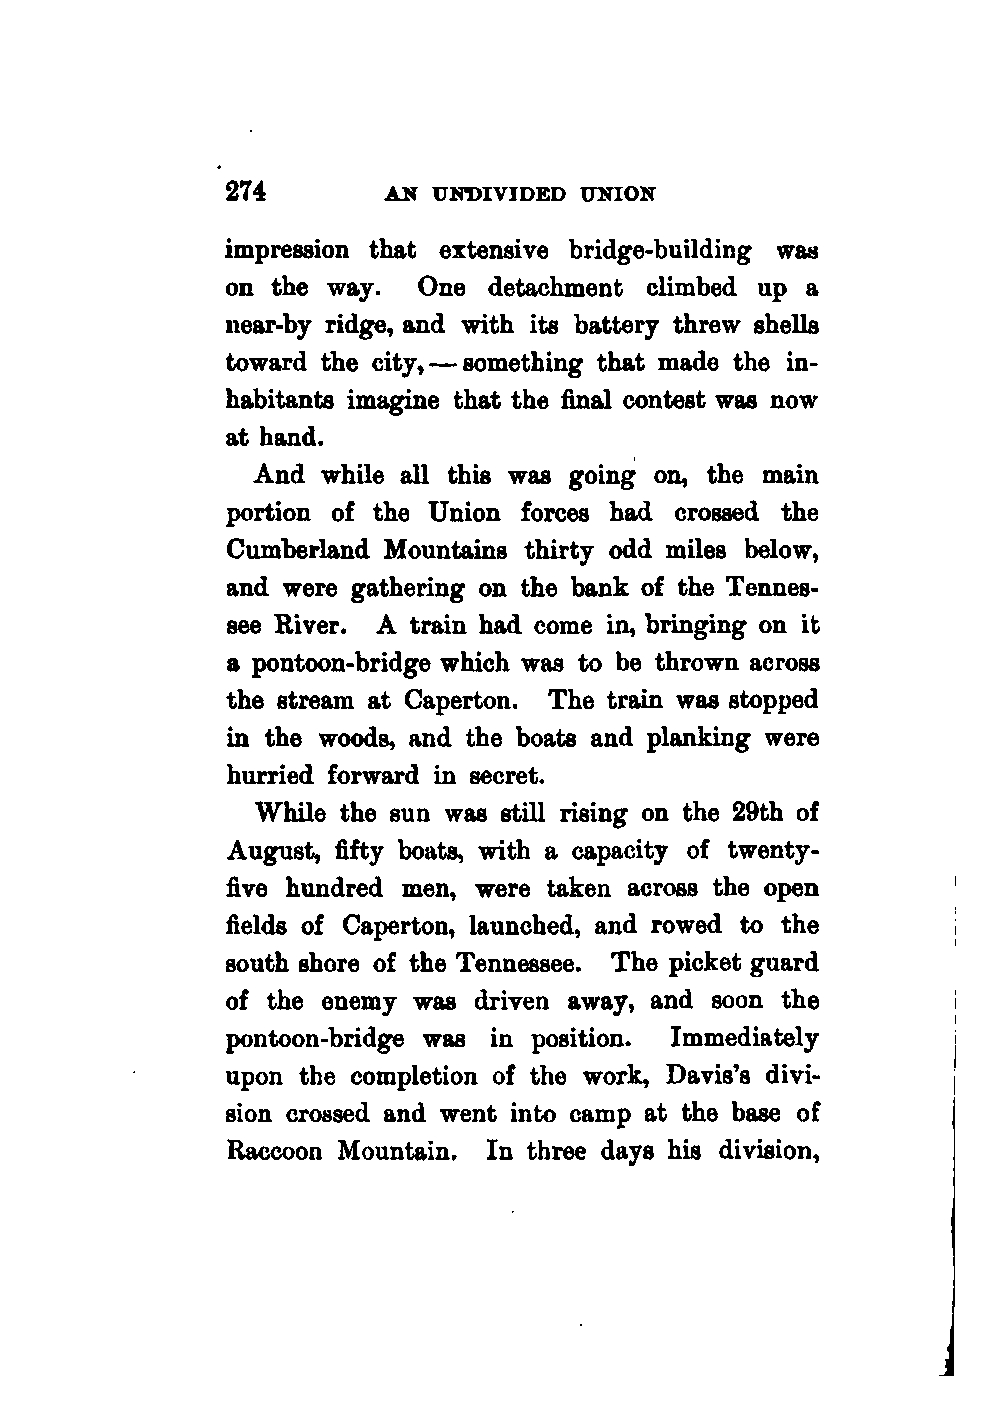 274 AN UNDIVIDED UNION
impression that extensive bridge-building was
on the way. One detachment climbed up a
near-by ridge, and with its battery threw shells
toward the city,—something that made the in-
habitants imagine that the final contest was now
at hand.
And while all this was going on, the main
portion of the Union forces had crossed the
Cumberland Mountains thirty odd miles below,
and were gathering on the bank of the Tennes-
see River. A train had come in, bringing on it
a pontoon-bridge which was to be thrown across
the stream at Caperton. The train was stopped
in the woods, and the boats and planking were
hurried forward in secret.
While the sun was still rising on the 29th of
August, fifty boats, with a capacity of twenty-
five hundred men, were taken across the open
fields of Caperton, launched, and rowed to the
south shore of the Tennessee. The picket guard
of the enemy was driven away, and soon the
pontoon-bridge was in position. Immediately
upon the completion of the work, Davis's divi-
sion crossed and went into camp at the base of
Raccoon Mountain. In three days his division,